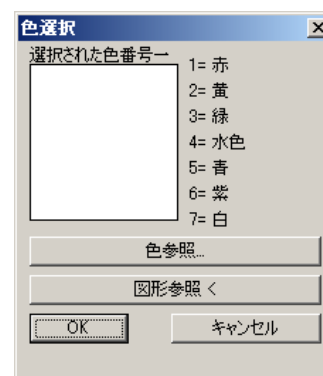 色選択
選択された色番号一
1= 赤
2= 黄
3= 緑
4= 水色
5= 青
6= 紫
7= 白
色参照...
図形参照 <
OK
キャンセル